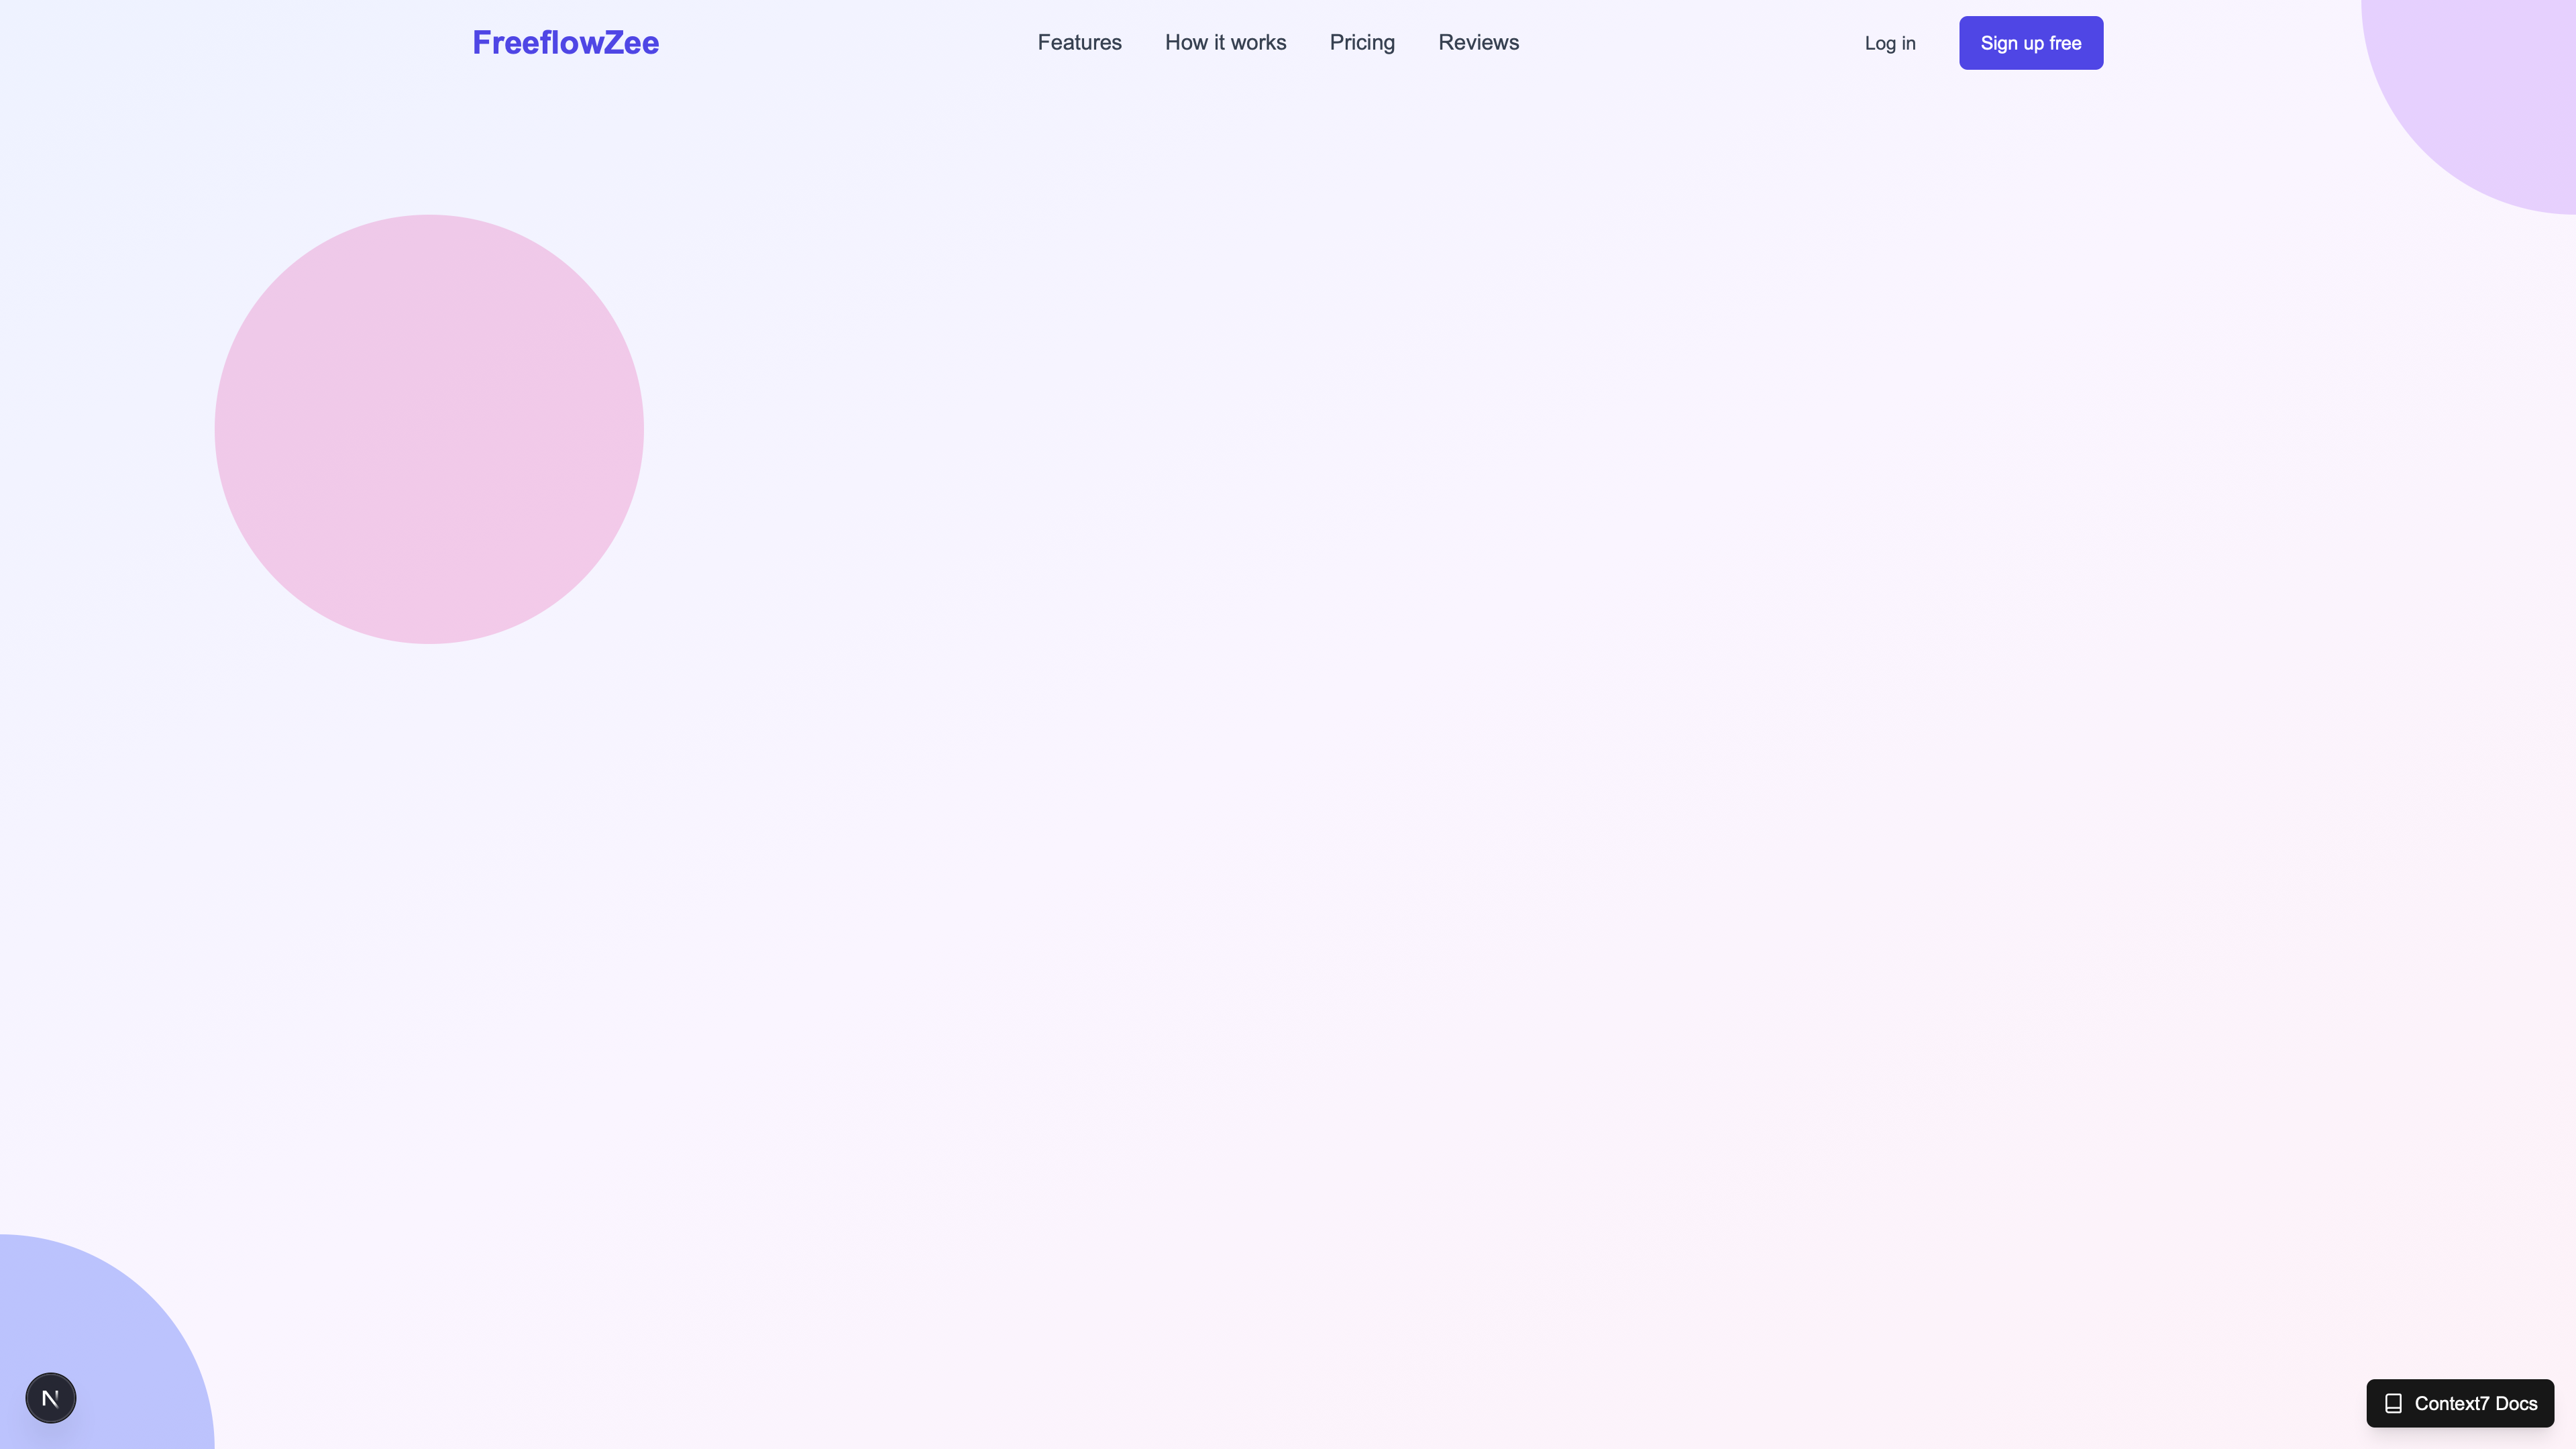 FreeflowZee
Features
How it works
Pricing
Reviews
Log in
Sign up free
N
Context7 Docs